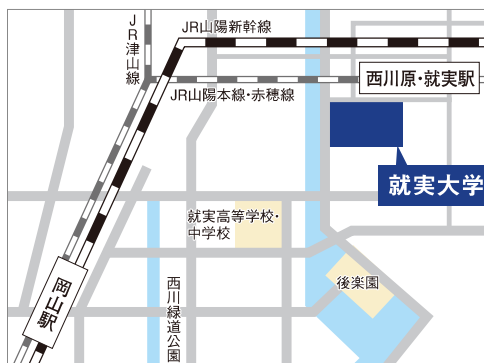 JR山陽新幹線
JR津山線
西川原・就実駅
JR山陽本線・赤穂線
就実大学
就実高等学校・
中学校
岡山駅
西川緑道公園
後楽園